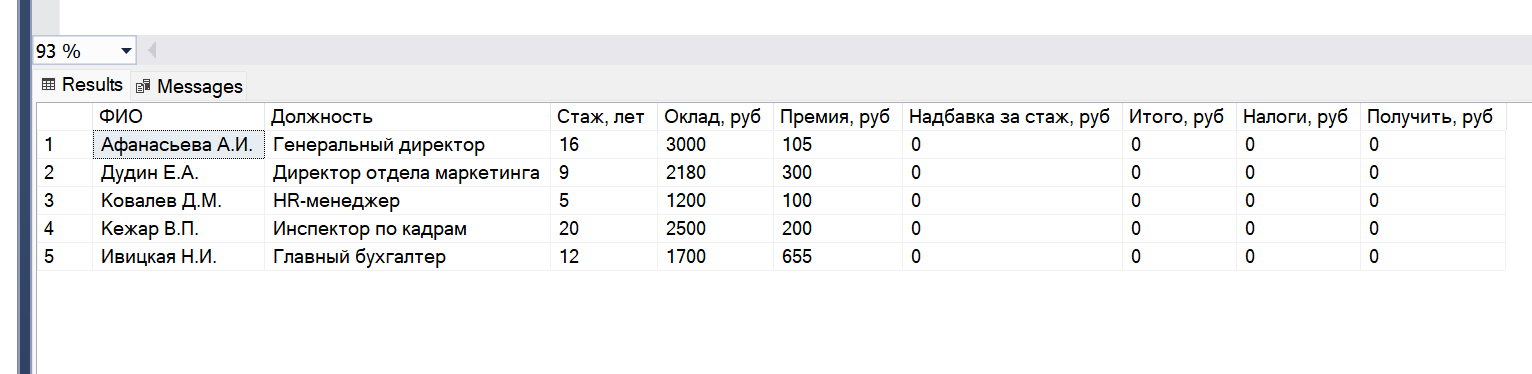 93 %
Results Messages
ФИО Должность Стаж, лет Оклад, руб Премия, руб Надбавка за стаж, руб Итого, руб Налоги, руб Получить, руб
1 Афанасьева А.И. Генеральный директор 16 3000 105 0 0 0 0
2 Дудин Е.А. Директор отдела маркетинга 9 2180 300 0 0 0 0
3 Ковалев Д.М. HR-менеджер 5 1200 100 0 0 0 0
4 Кежар В.П. Инспектор по кадрам 20 2500 200 0 0 0 0
5 Ивицкая Н.И. Главный бухгалтер 12 1700 655 0 0 0 0